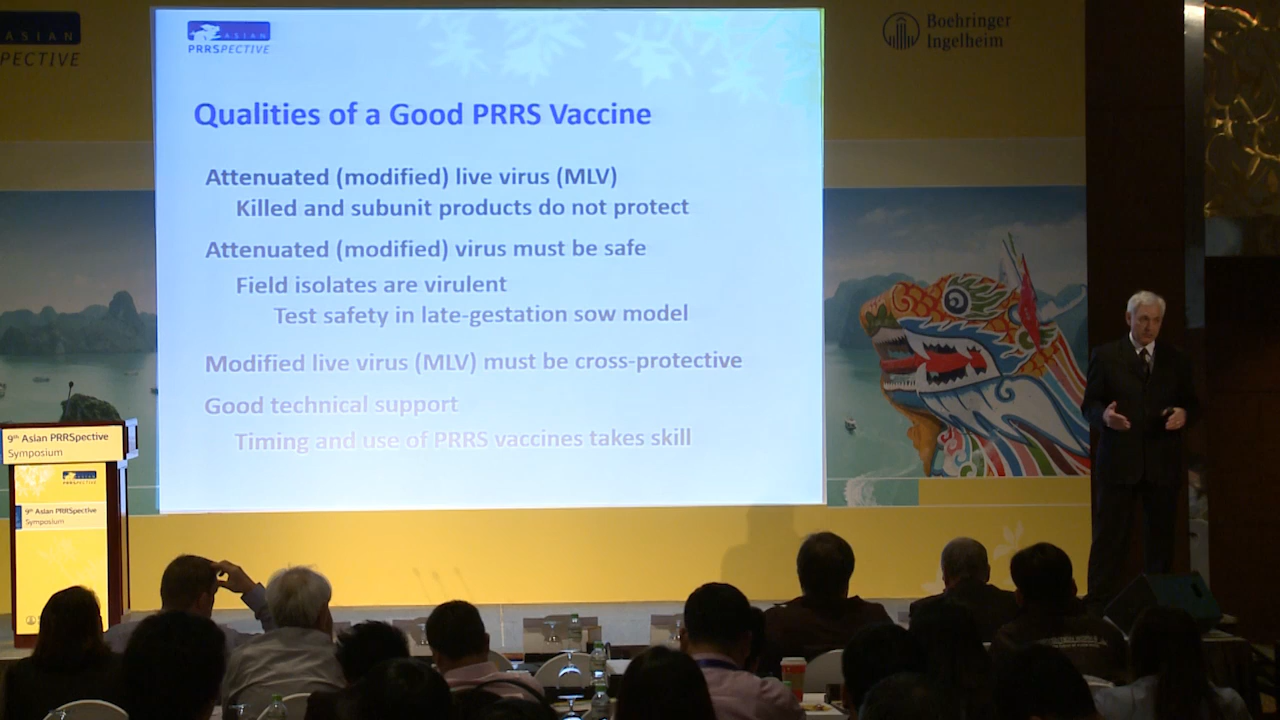 ASIAN
PECTIVE
ASIAN
PRRSPECTIVE
Boehringer
Ingelheim
Qualities of a Good PRRS Vaccine
Attenuated (modified) live virus (MLV)
Killed and subunit products do not protect
Attenuated (modified) virus must be safe
Field isolates are virulent
Test safety in late-gestation sow model
Modified live virus (MLV) must be cross-protective
Good technical support
Timing and use of PRRS vaccines takes skill
9th Asian PRRSpective
Symposium
PRRSPECTIVE
9th Asian PRRSpective
Symposium